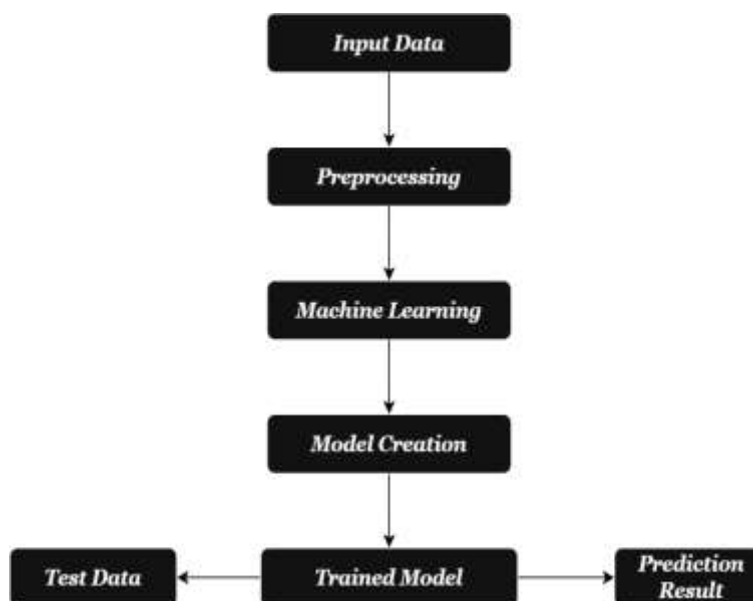 Input Data
Preprocessing
Machine Learning
Model Creation
Test Data
Trained Model
Prediction
Result